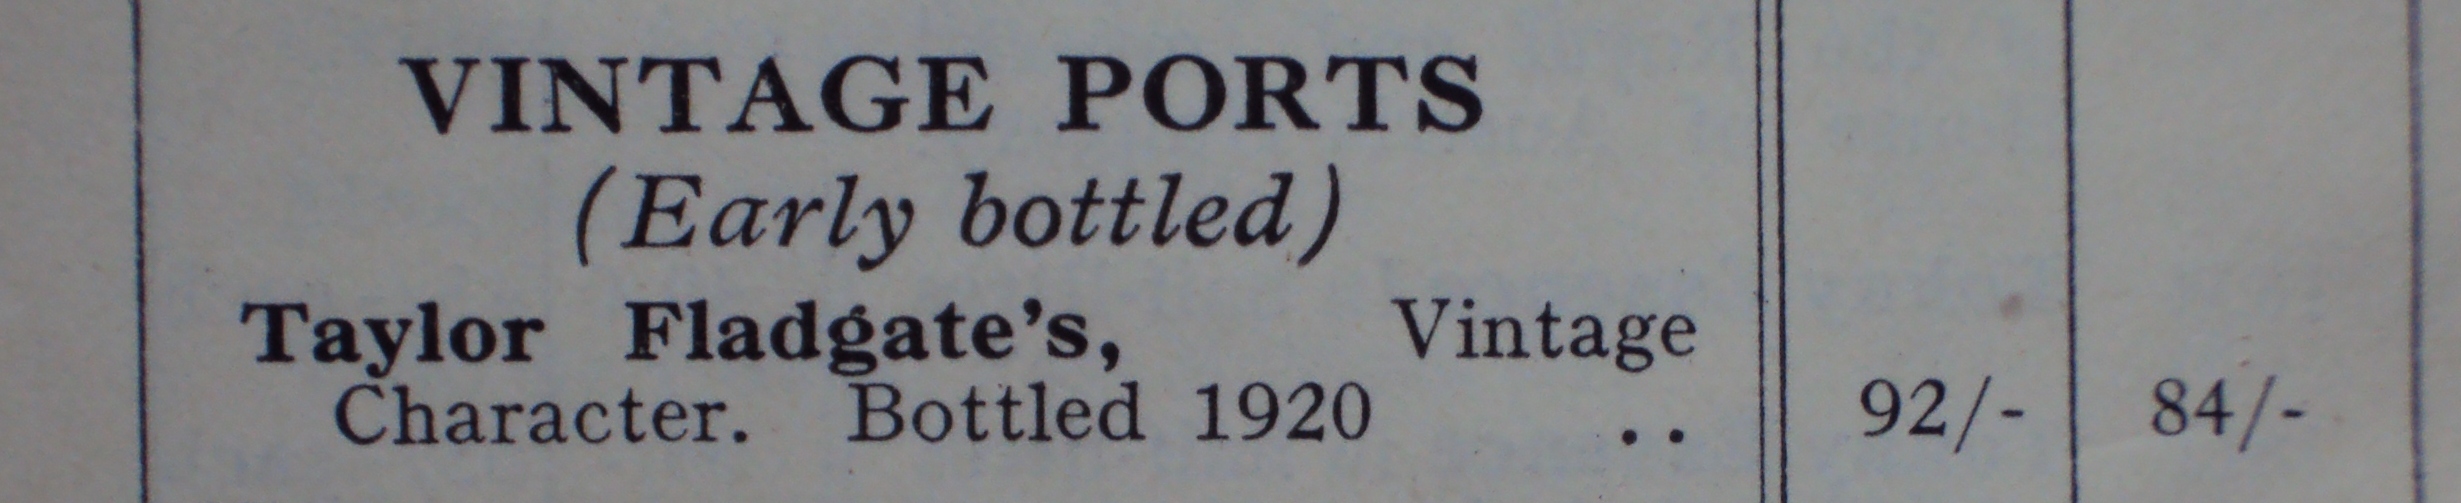 VINTAGE PORTS
(Early bottled)
Taylor Fladgate's, Vintage
Character. Bottled 1920 .. 92/- 84/-